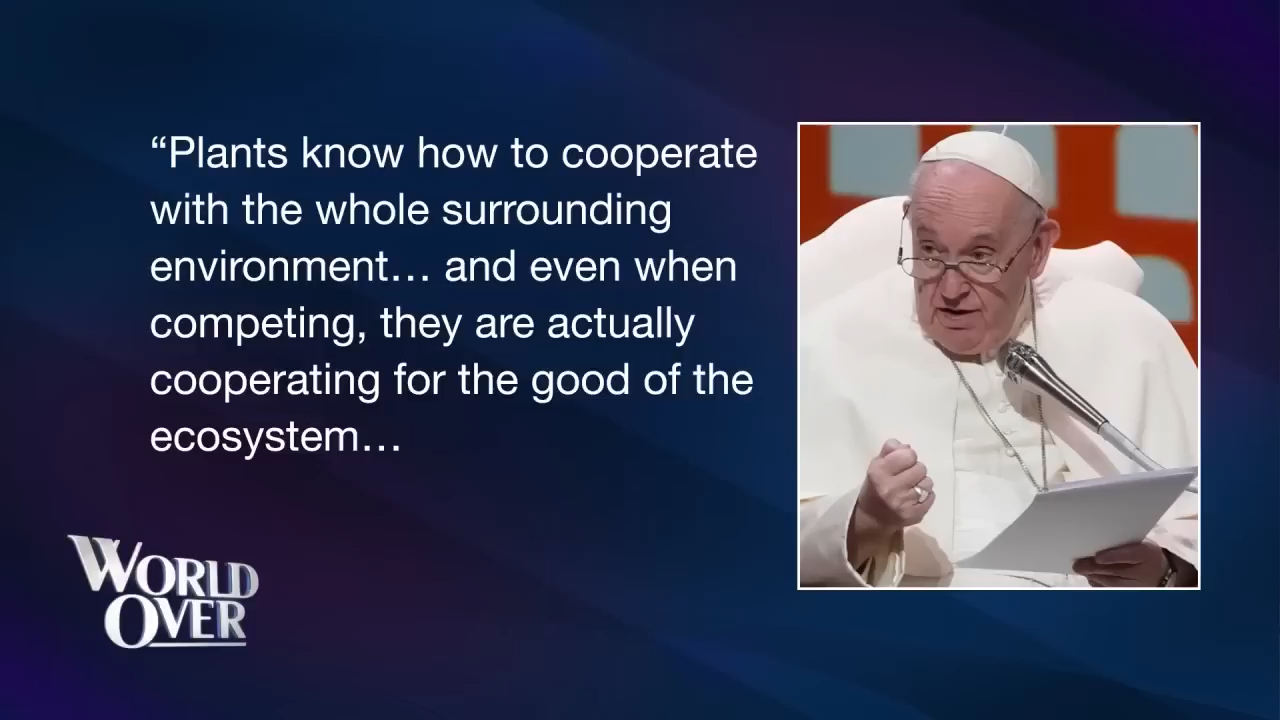 “Plants know how to cooperate
with the whole surrounding
environment… and even when
competing, they are actually
cooperating for the good of the
ecosystem…
WORLD
OVER